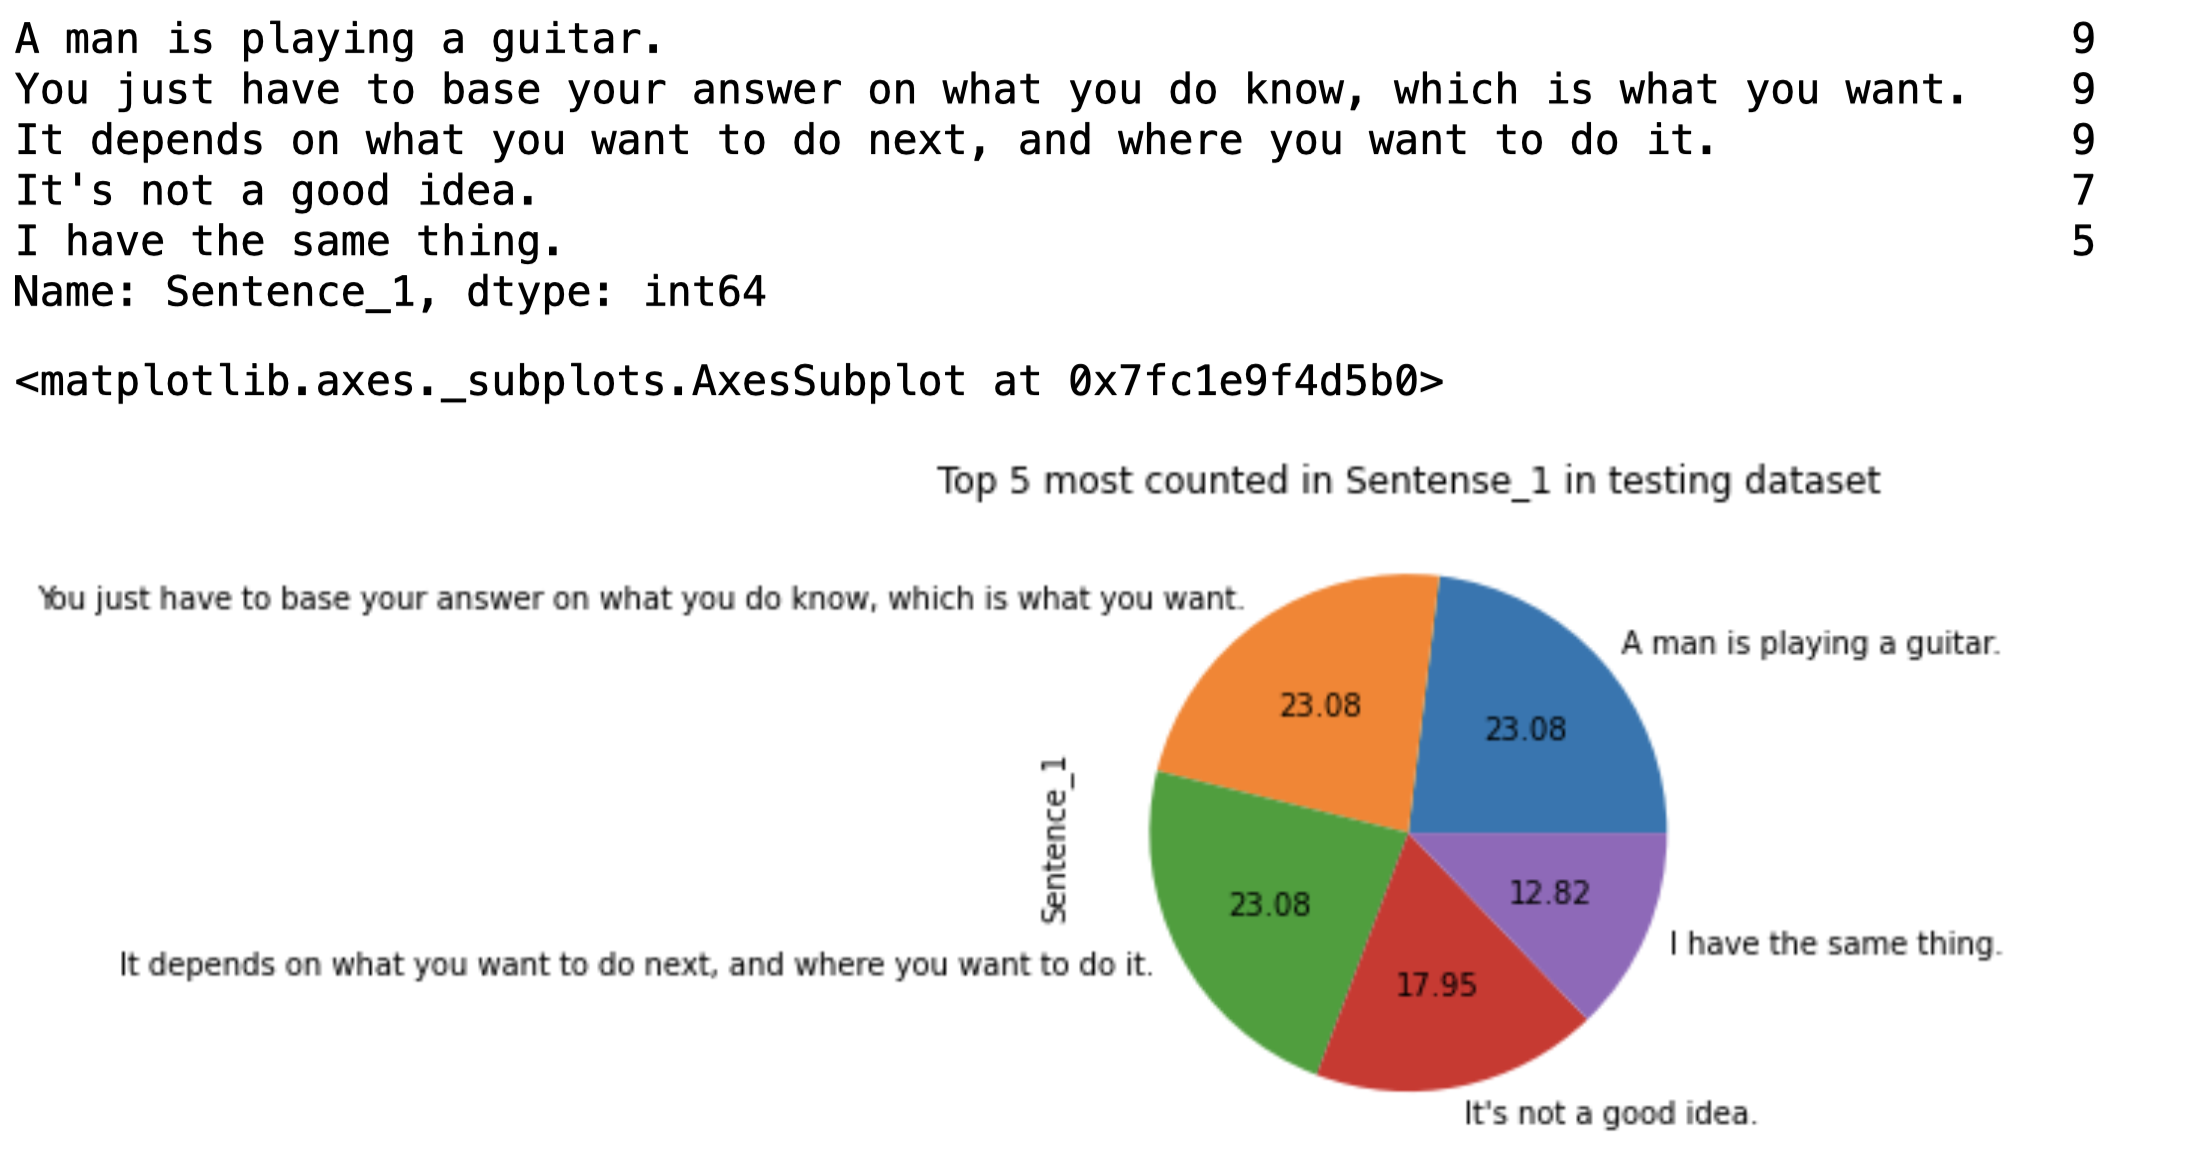 A man is playing a guitar. 9
You just have to base your answer on what you do know, which is what you want. 9
It depends on what you want to do next, and where you want to do it. 9
It's not a good idea. 7
I have the same thing. 5
Name: Sentence_1, dtype: int64
<matplotlib.axes._subplots.AxesSubplot at 0x7fc1e9f4d5b0>
Top 5 most counted in Sentense_1 in testing dataset
You just have to base your answer on what you do know, which is what you want.
A man is playing a guitar.
23.08
23.08
Sentence_1
23.08
12.82
I have the same thing.
It depends on what you want to do next, and where you want to do it.
17.95
It's not a good idea.